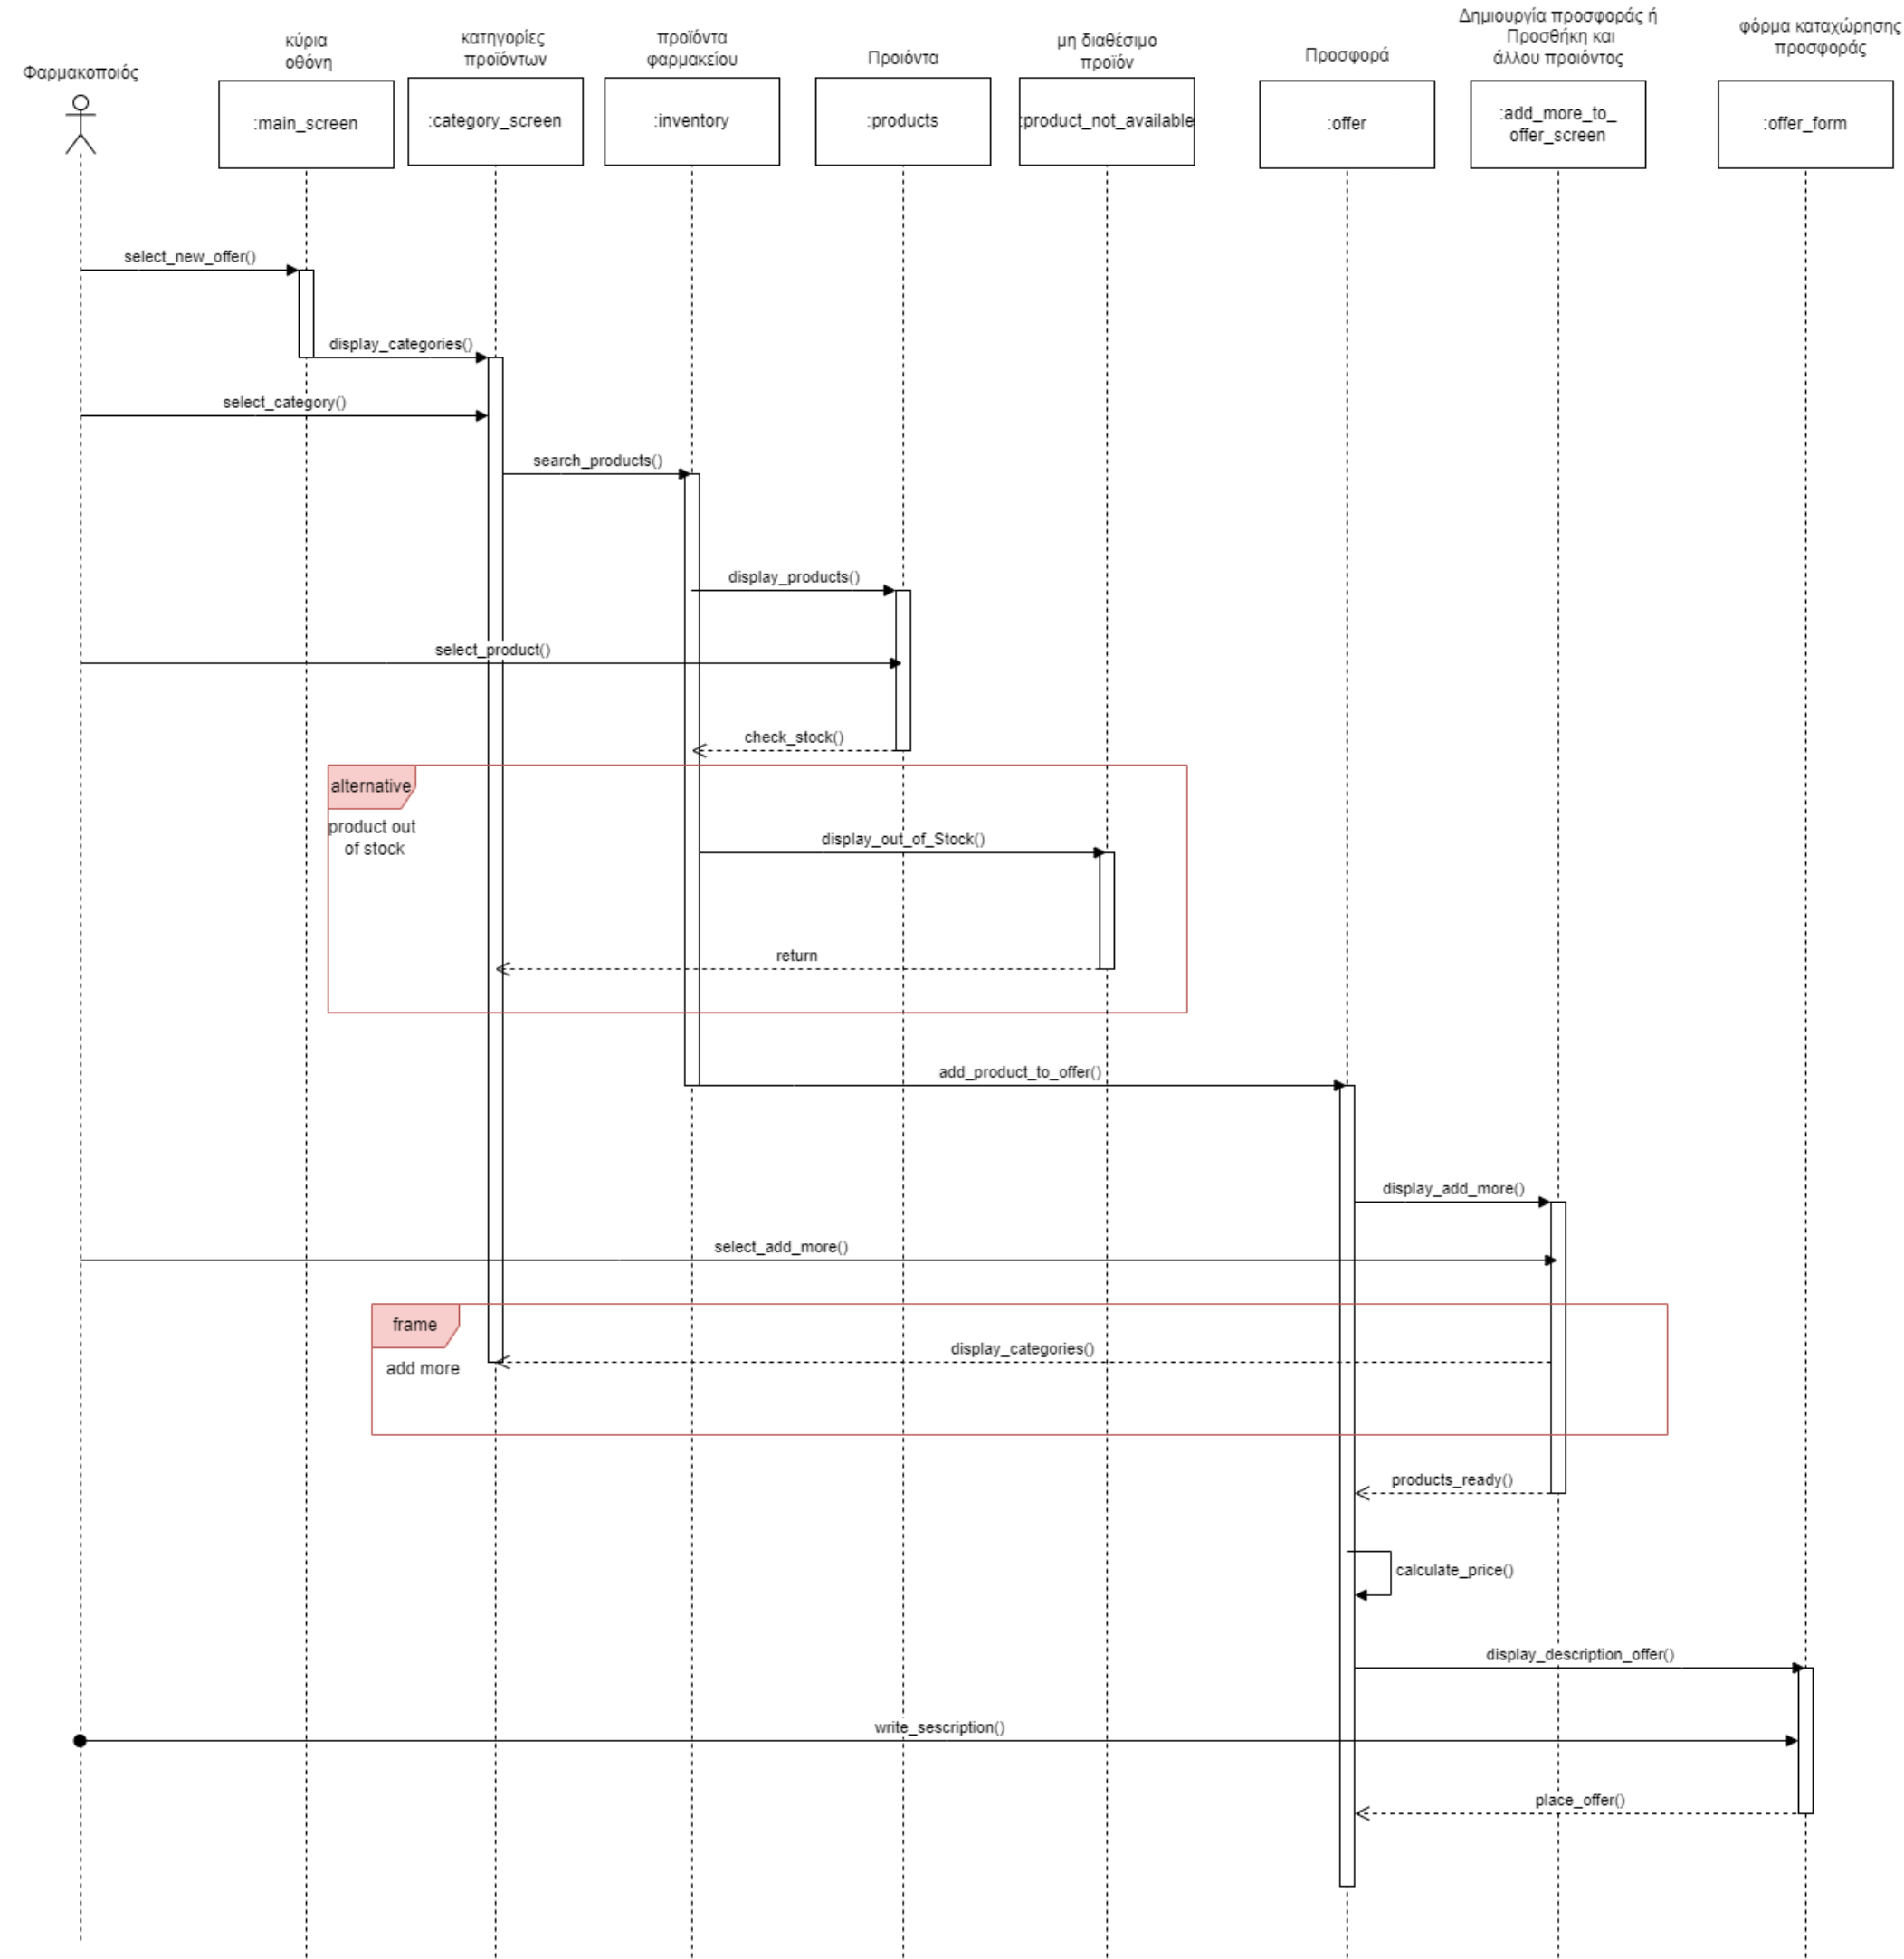 Φαρμακοποιός
κύρια
οθόνη
κατηγορίες
προϊόντων
προϊόντα
φαρμακείου
Προιόντα
μη διαθέσιμο
προϊόν
Προσφορά
Δημιουργία προσφοράς ή
Προσθήκη και
άλλου προιόντος
φόρμα καταχώρησης
προσφοράς
:main_screen
:category_screen
:inventory
:products
:product_not_available
:offer
:add_more_to_
offer_screen
:offer_form
select_new_offer()
display_categories()
select_category()
search_products()
display_products()
select_product()
check_stock()
alternative
product out
of stock
display_out_of_Stock()
return
add_product_to_offer()
display_add_more()
select_add_more()
frame
add more
display_categories()
products_ready()
calculate_price()
display_description_offer()
write_sescription()
place_offer()